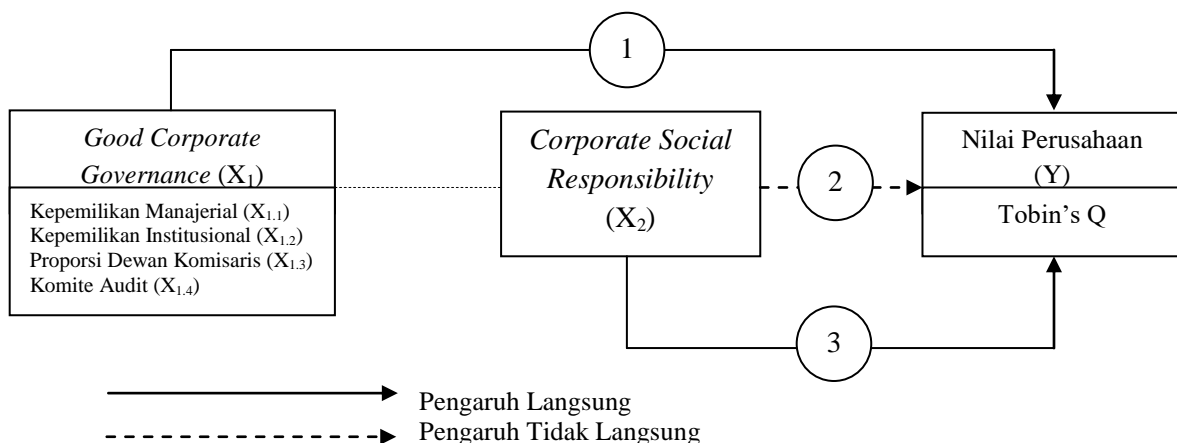 1
Good Corporate
Governance (X1)
Kepemilikan Manajerial (X1.1)
Kepemilikan Institusional (X1.2)
Proporsi Dewan Komisaris (X1.3)
Komite Audit (X1.4)
Corporate Social
Responsibility
(X2)
2
Nilai Perusahaan
(Y)
Tobin’s Q
3
Pengaruh Langsung
Pengaruh Tidak Langsung